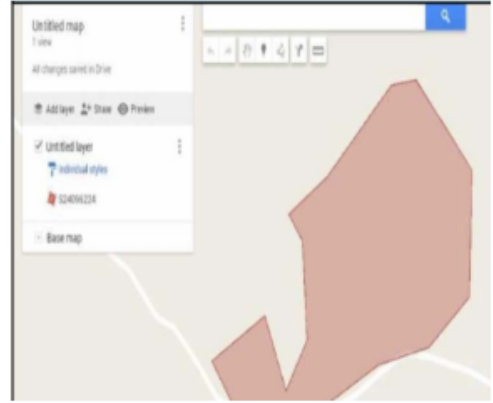 Untitled map
1 view
All changes saved in Drive
Add layer Share Preview
Untitled layer
Individual styles
Base map